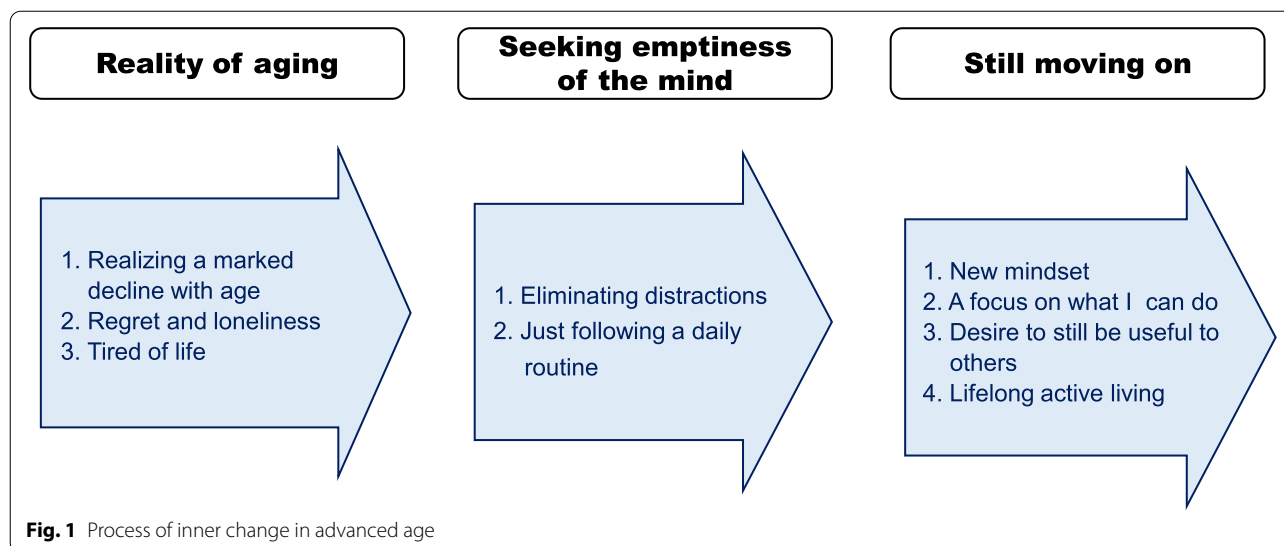 Reality of aging
Seeking emptiness
of the mind
Still moving on
1. Realizing a marked
decline with age
2. Regret and loneliness
3. Tired of life
1. Eliminating distractions
2. Just following a daily
routine
1. New mindset
2. A focus on what I can do
3. Desire to still be useful to
others
4. Lifelong active living
Fig. 1 Process of inner change in advanced age